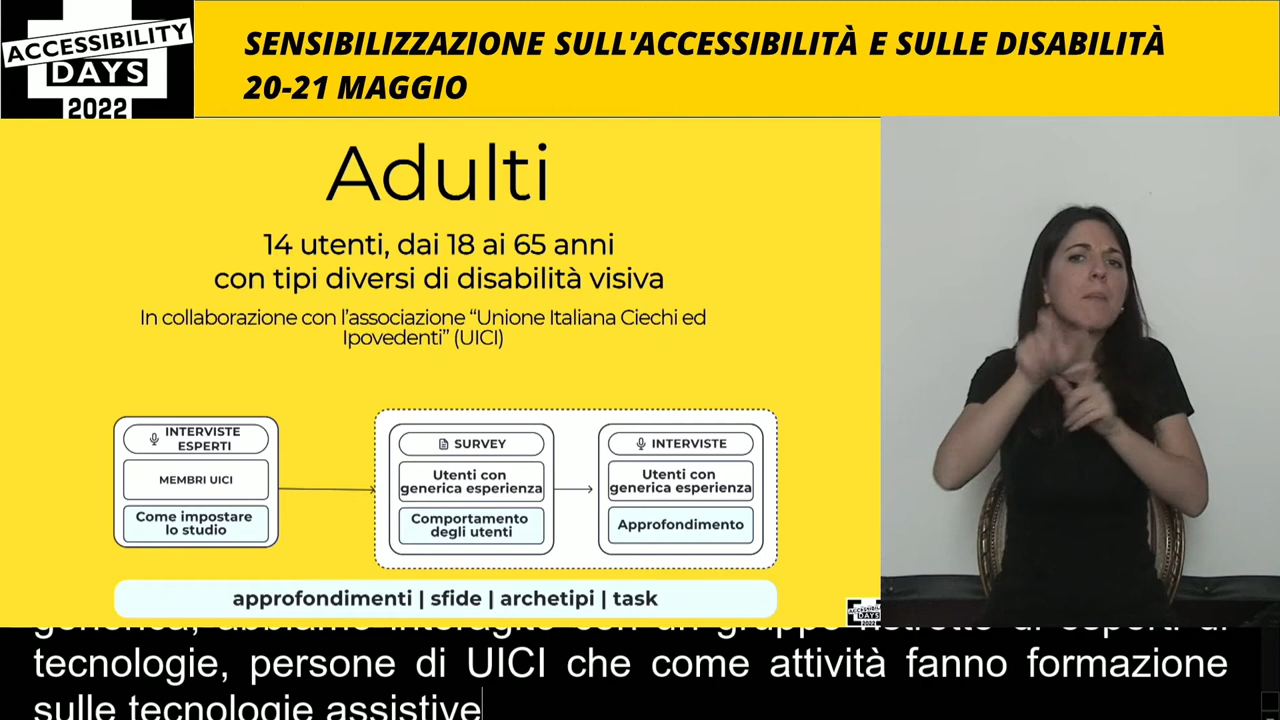 ACCESSIBILITY
DAYS
2022
SENSIBILIZZAZIONE SULL'ACCESSIBILITÀ E SULLE DISABILITÀ
20-21 MAGGIO
Adulti
14 utenti, dai 18 ai 65 anni
con tipi diversi di disabilità visiva
In collaborazione con l'associazione “Unione Italiana Ciechi ed
Ipovedenti” (UICI)
INTERVISTE
ESPERTI
MEMBRI UICI
Come impostare
lo studio
SURVEY
Utenti con
generica esperienza
Comportamento
degli utenti
INTERVISTE
Utenti con
generica esperienza
Approfondimento
approfondimenti | sfide | archetipi | task
ACCESSIBILITY
DAYS
2022
tecnologie, persone di UICI che come attività fanno formazione
sulle tecnologie assistive